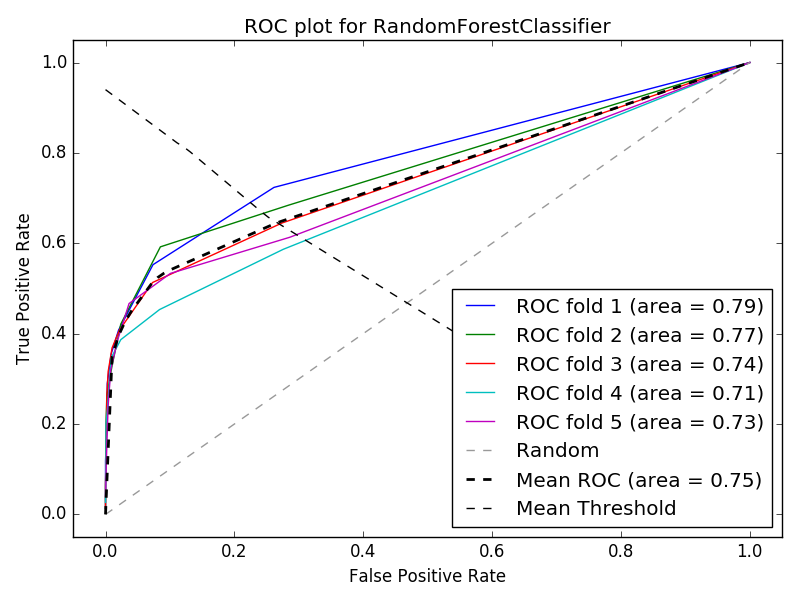 ROC plot for RandomForestClassifier
True Positive Rate
1.0
0.8
0.6
0.4
0.2
0.0
ROC fold 1 (area = 0.79)
ROC fold 2 (area = 0.77)
ROC fold 3 (area = 0.74)
ROC fold 4 (area = 0.71)
ROC fold 5 (area = 0.73)
Random
Mean ROC (area = 0.75)
Mean Threshold
0.0 0.2 0.4 0.6 0.8 1.0
False Positive Rate